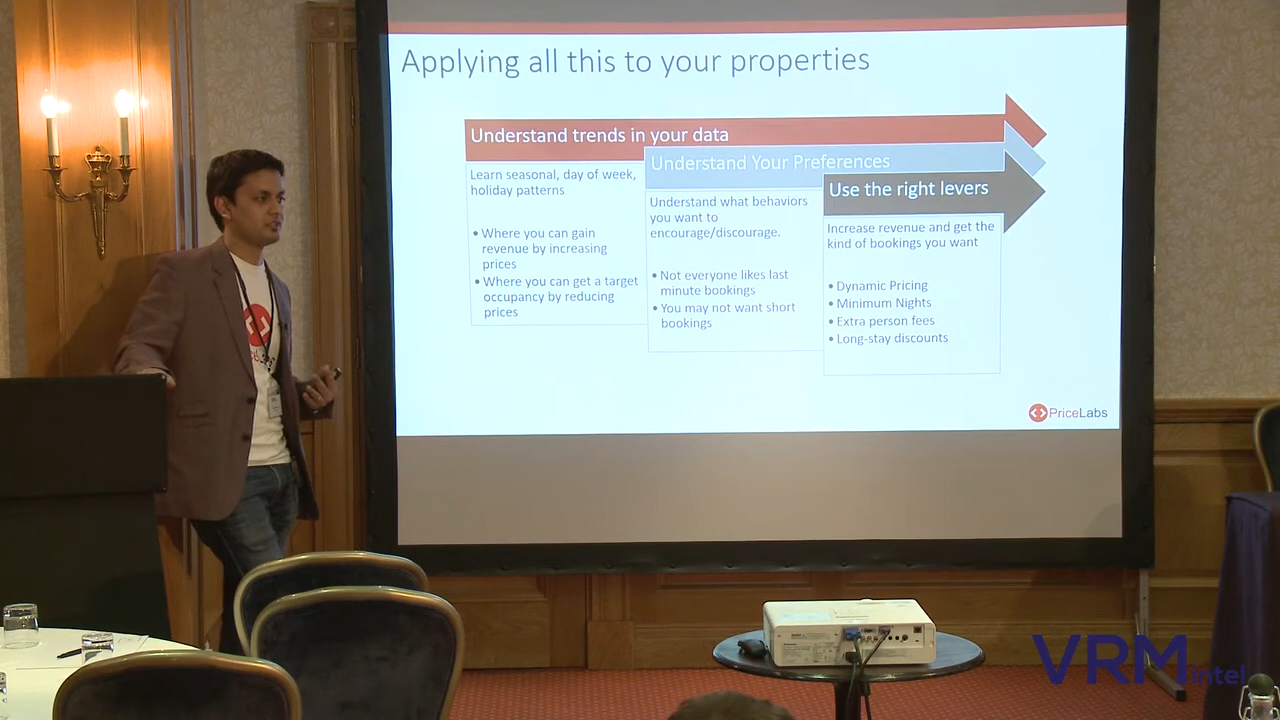 Applying all this to your properties
Understand trends in your data
Learn seasonal, day of week,
holiday patterns
• Where you can gain
revenue by increasing
prices
• Where you can get a target
occupancy by reducing
prices
Understand Your Preferences
Understand what behaviors
you want to
encourage/discourage.
• Not everyone likes last
minute bookings
• You may not want short
bookings
Use the right levers
Increase revenue and get the
kind of bookings you want
• Dynamic Pricing
• Minimum Nights
• Extra person fees
• Long-stay discounts
PriceLabs
VRMintel